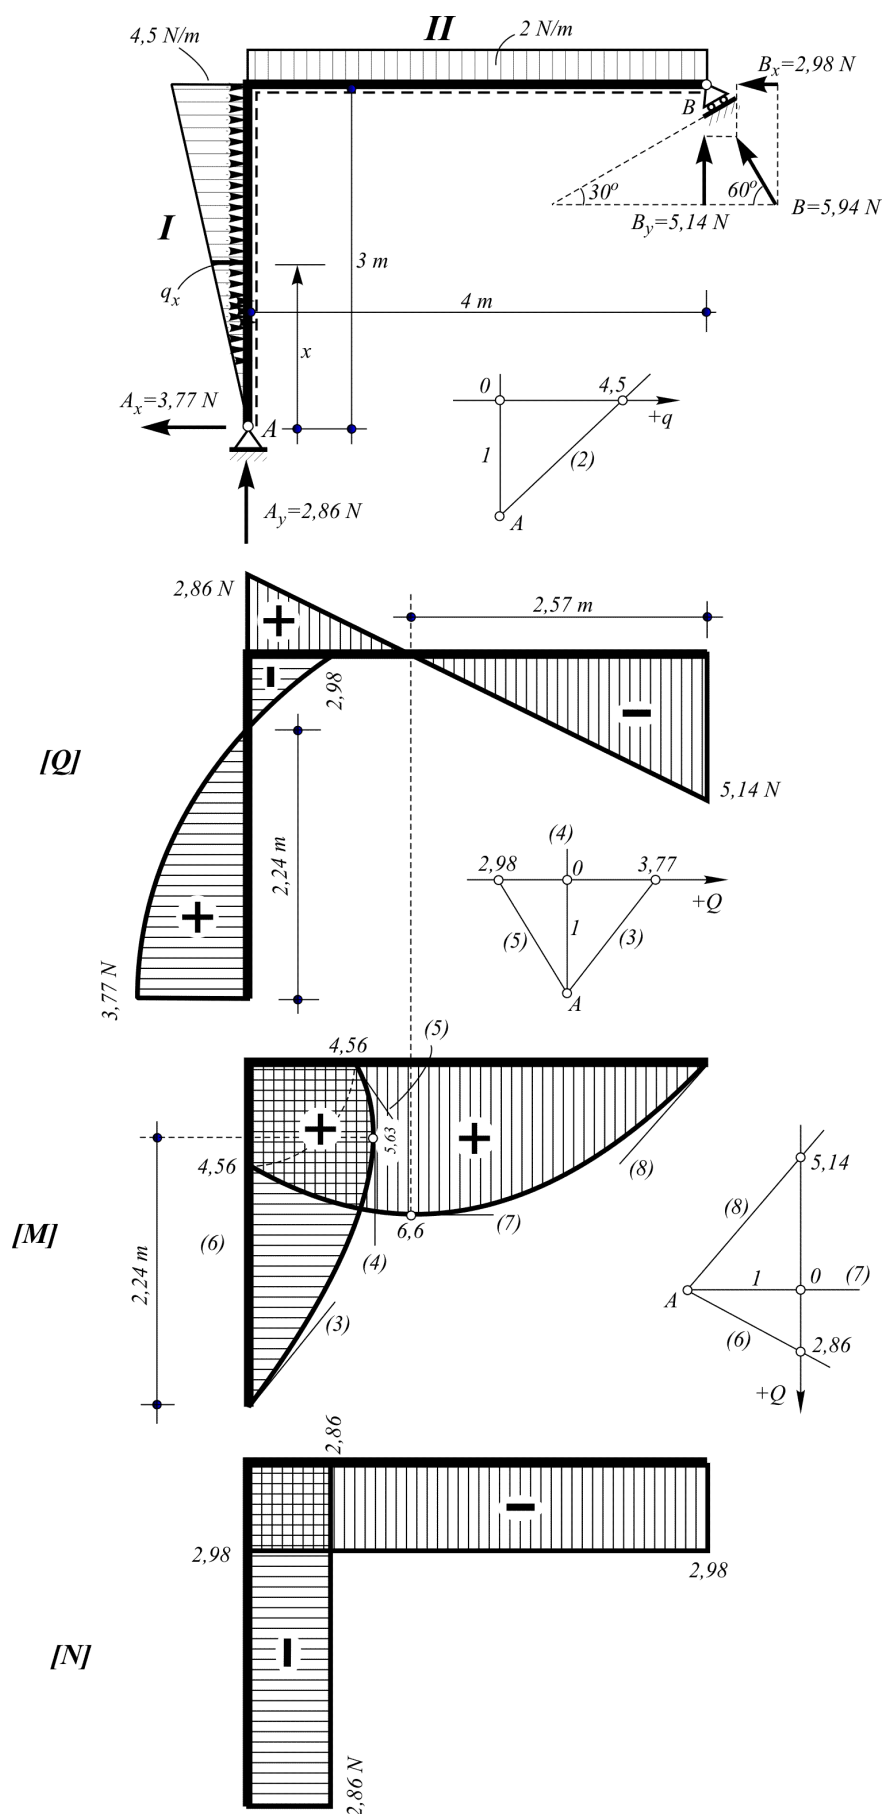 II
4,5 N/m
2 N/m
Bx=2,98 N
B
30o
60o
B=5,94 N
By=5,14 N
I
3 m
qx
4 m
x
Ax=3,77 N
A
Ay=2,86 N
0
4,5
+q
1
(2)
A
2,86 N
2,57 m
2,98
[Q]
5,14 N
2,24 m
(4)
2,98
0
3,77
+Q
1
(5)
(3)
A
3,77 N
(5)
4,56
5,63
4,56
(8)
5,14
(6)
6,6
(7)
[M]
(4)
(8)
2,24 m
1
0
(7)
A
(3)
(6)
2,86
+Q
2,86
2,98
2,98
[N]
2,86 N